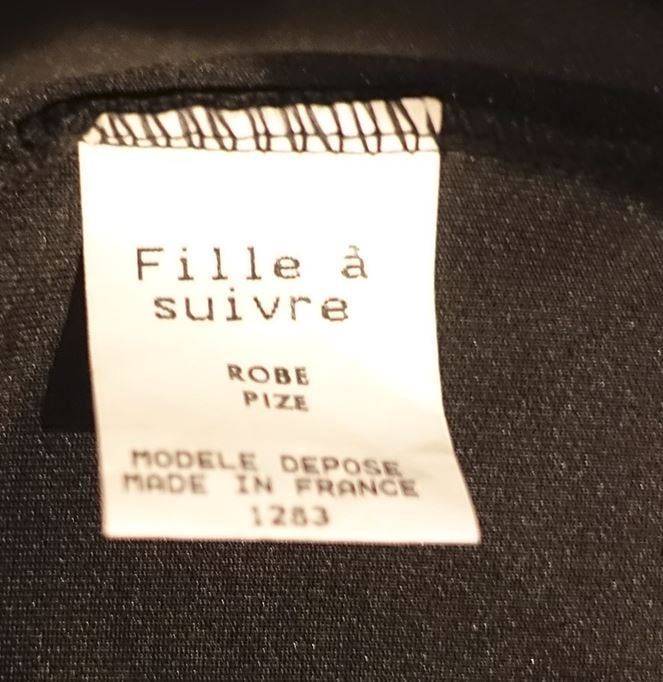 Fille à
suivre
ROBE
PIZE
MODELE DEPOSE
MADE IN FRANCE
1283